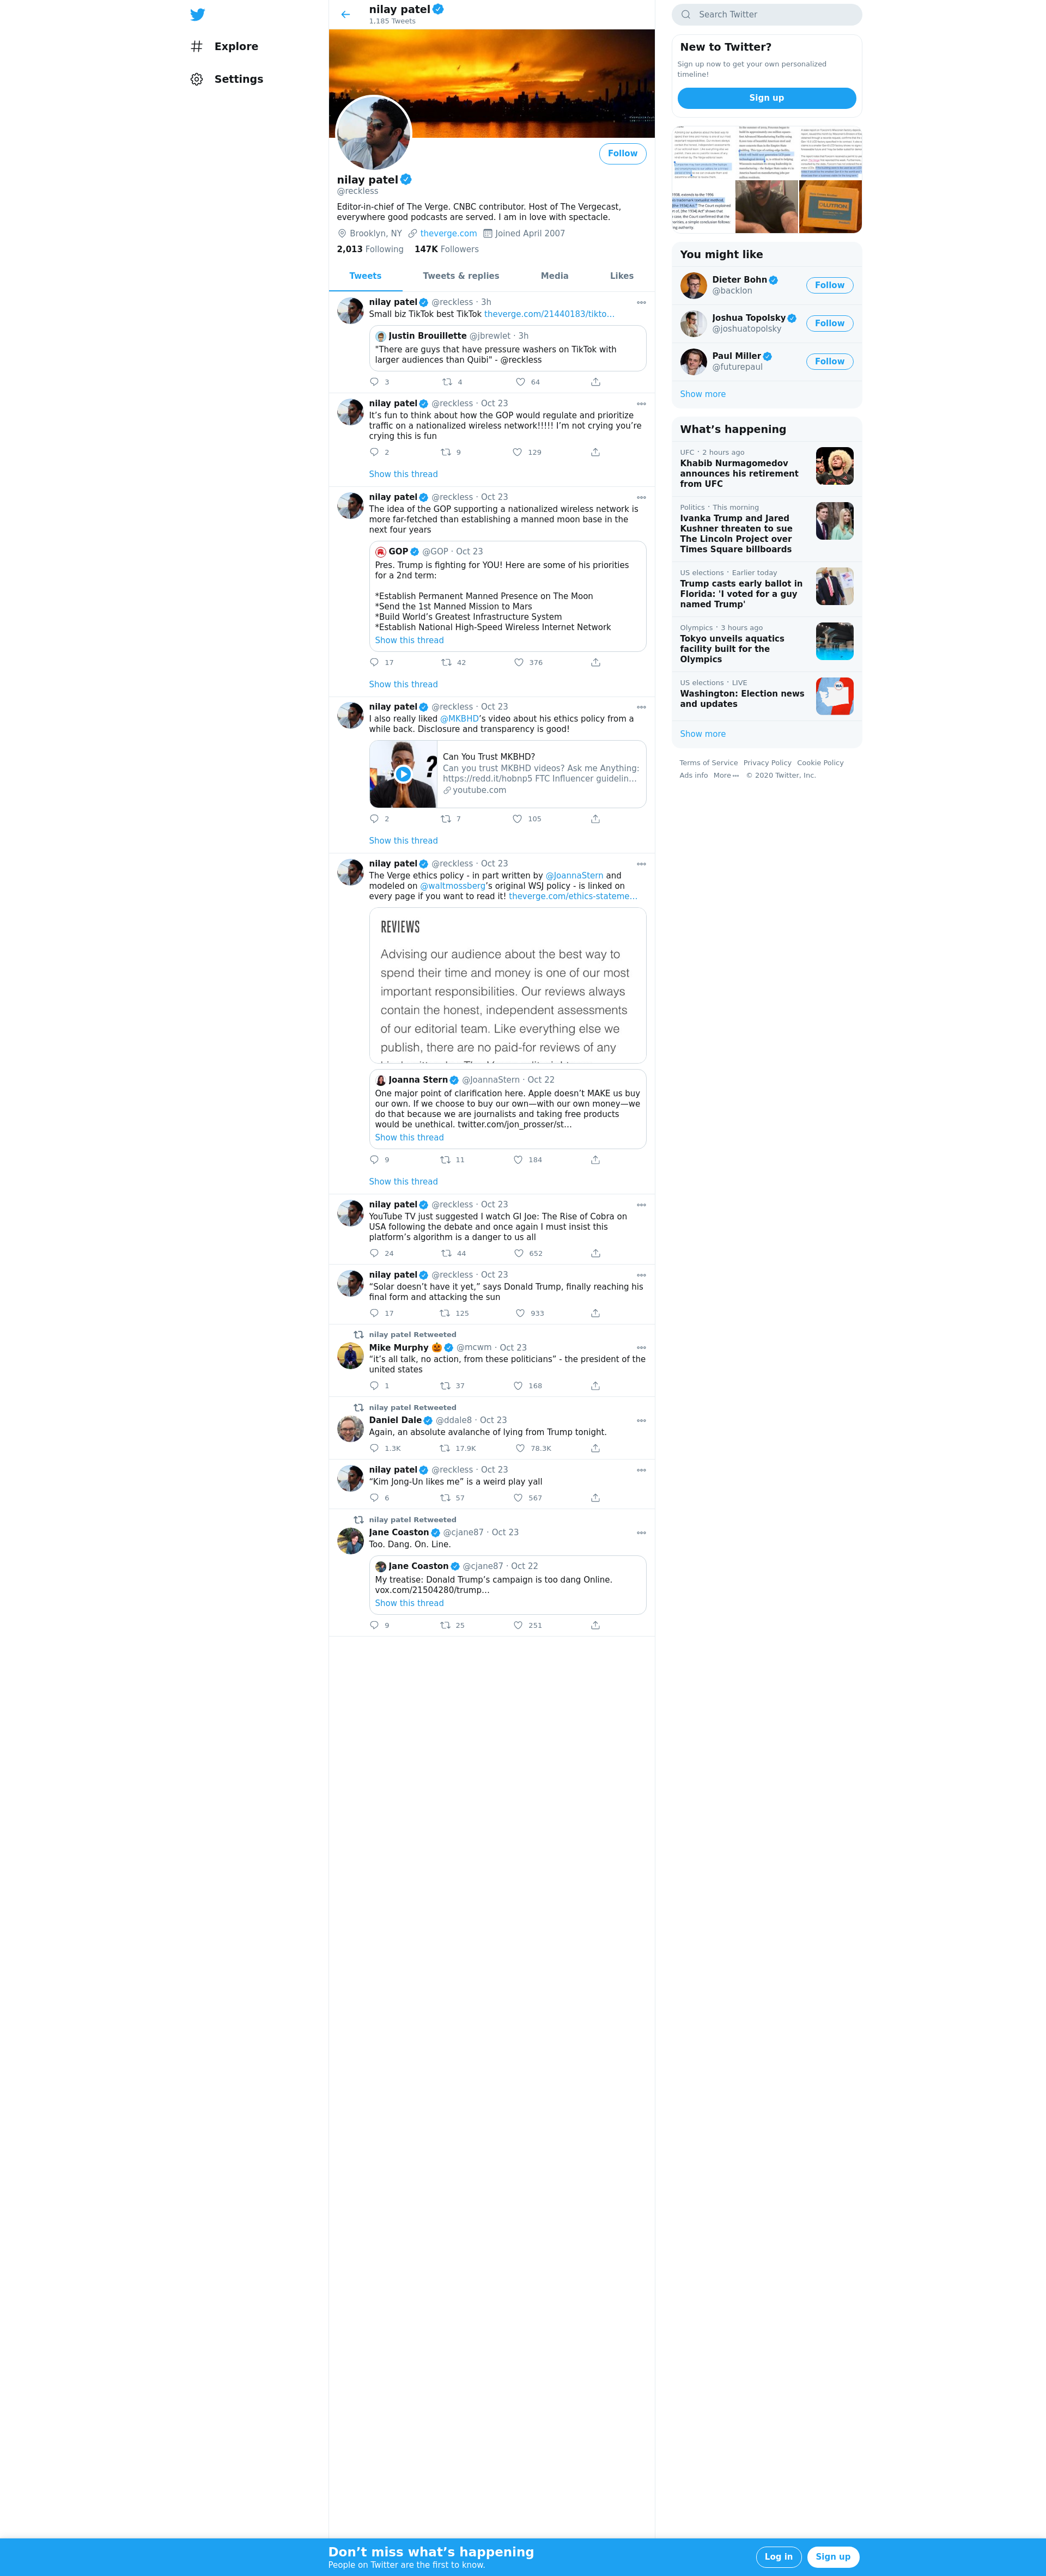 Explore
Settings
nilay patel
1,185 Tweets
Follow
nilay patel
@reckless
Editor-in-chief of The Verge. CNBC contributor. Host of The Vergecast,
everywhere good podcasts are served. I am in love with spectacle.
Brooklyn, NY theverge.com Joined April 2007
2,013 Following 147K Followers
Tweets Tweets & replies Media Likes
nilay patel @reckless · 3h
Small biz TikTok best TikTok theverge.com/21440183/tikto…
Justin Brouillette @jbrewlet · 3h
"There are guys that have pressure washers on TikTok with
larger audiences than Quibi" - @reckless
3 4 64
nilay patel @reckless · Oct 23
It’s fun to think about how the GOP would regulate and prioritize
traffic on a nationalized wireless network!!!!! I’m not crying you’re
crying this is fun
2 9 129
Show this thread
nilay patel @reckless · Oct 23
The idea of the GOP supporting a nationalized wireless network is
more far-fetched than establishing a manned moon base in the
next four years
GOP @GOP · Oct 23
Pres. Trump is fighting for YOU! Here are some of his priorities
for a 2nd term:
*Establish Permanent Manned Presence on The Moon
*Send the 1st Manned Mission to Mars
*Build World’s Greatest Infrastructure System
*Establish National High-Speed Wireless Internet Network
Show this thread
17 42 376
Show this thread
nilay patel @reckless · Oct 23
I also really liked @MKBHD’s video about his ethics policy from a
while back. Disclosure and transparency is good!
Can You Trust MKBHD?
Can you trust MKBHD videos? Ask me Anything:
https://redd.it/hobnp5 FTC Influencer guidelin…
youtube.com
2 7 105
Show this thread
nilay patel @reckless · Oct 23
The Verge ethics policy - in part written by @JoannaStern and
modeled on @waltmossberg’s original WSJ policy - is linked on
every page if you want to read it! theverge.com/ethics-stateme…
REVIEWS
Advising our audience about the best way to
spend their time and money is one of our most
important responsibilities. Our reviews always
contain the honest, independent assessments
of our editorial team. Like everything else we
publish, there are no paid-for reviews of any
Joanna Stern @JoannaStern · Oct 22
One major point of clarification here. Apple doesn’t MAKE us buy
our own. If we choose to buy our own—with our own money—we
do that because we are journalists and taking free products
would be unethical. twitter.com/jon_prosser/st…
Show this thread
9 11 184
Show this thread
nilay patel @reckless · Oct 23
YouTube TV just suggested I watch GI Joe: The Rise of Cobra on
USA following the debate and once again I must insist this
platform’s algorithm is a danger to us all
24 44 652
nilay patel @reckless · Oct 23
“Solar doesn’t have it yet,” says Donald Trump, finally reaching his
final form and attacking the sun
17 125 933
nilay patel Retweeted
Mike Murphy 🎃 @mcwm · Oct 23
“it’s all talk, no action, from these politicians” - the president of the
united states
1 37 168
nilay patel Retweeted
Daniel Dale @ddale8 · Oct 23
Again, an absolute avalanche of lying from Trump tonight.
1.3K 17.9K 78.3K
nilay patel @reckless · Oct 23
“Kim Jong-Un likes me” is a weird play yall
6 57 567
nilay patel Retweeted
Jane Coaston @cjane87 · Oct 23
Too. Dang. On. Line.
Jane Coaston @cjane87 · Oct 22
My treatise: Donald Trump’s campaign is too dang Online.
vox.com/21504280/trump…
Show this thread
9 25 251
Search Twitter
New to Twitter?
Sign up now to get your own personalized
timeline!
Sign up
You might like
Dieter Bohn
@backlon
Follow
Joshua Topolsky
@joshuatopolsky
Follow
Paul Miller
@futurepaul
Follow
Show more
What’s happening
UFC · 2 hours ago
Khabib Nurmagomedov
announces his retirement
from UFC
Politics · This morning
Ivanka Trump and Jared
Kushner threaten to sue
The Lincoln Project over
Times Square billboards
US elections · Earlier today
Trump casts early ballot in
Florida: 'I voted for a guy
named Trump'
Olympics · 3 hours ago
Tokyo unveils aquatics
facility built for the
Olympics
US elections · LIVE
Washington: Election news
and updates
Show more
Terms of Service Privacy Policy Cookie Policy
Ads info More © 2020 Twitter, Inc.
Don’t miss what’s happening
People on Twitter are the first to know.
Log in Sign up